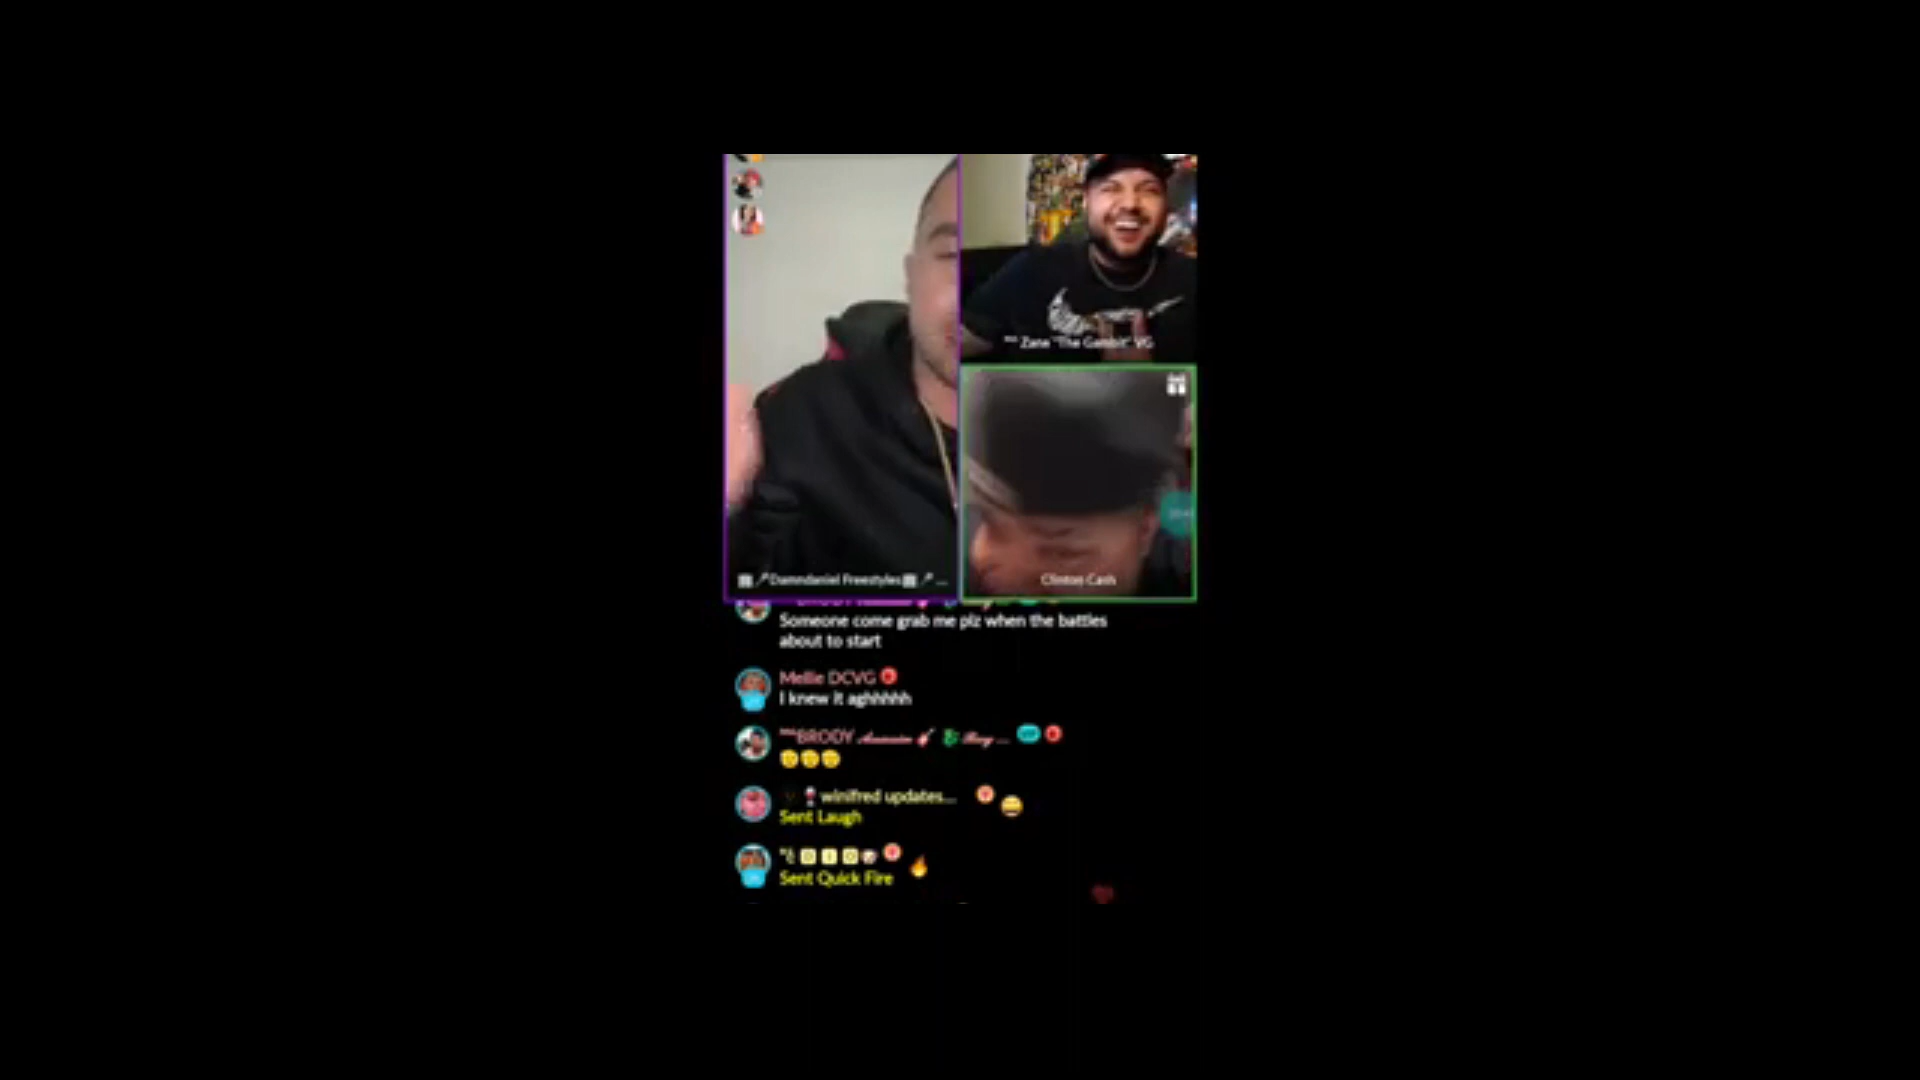 Zane "The Gambit" VG
Damndaniel Freestyles ...
Clinton Cash
Someone come grab me plz when the battles
about to start
Mellie DCVG
I knew it aghhhhh
BRODY
winifred updates...
Sent Laugh
Sent Quick Fire